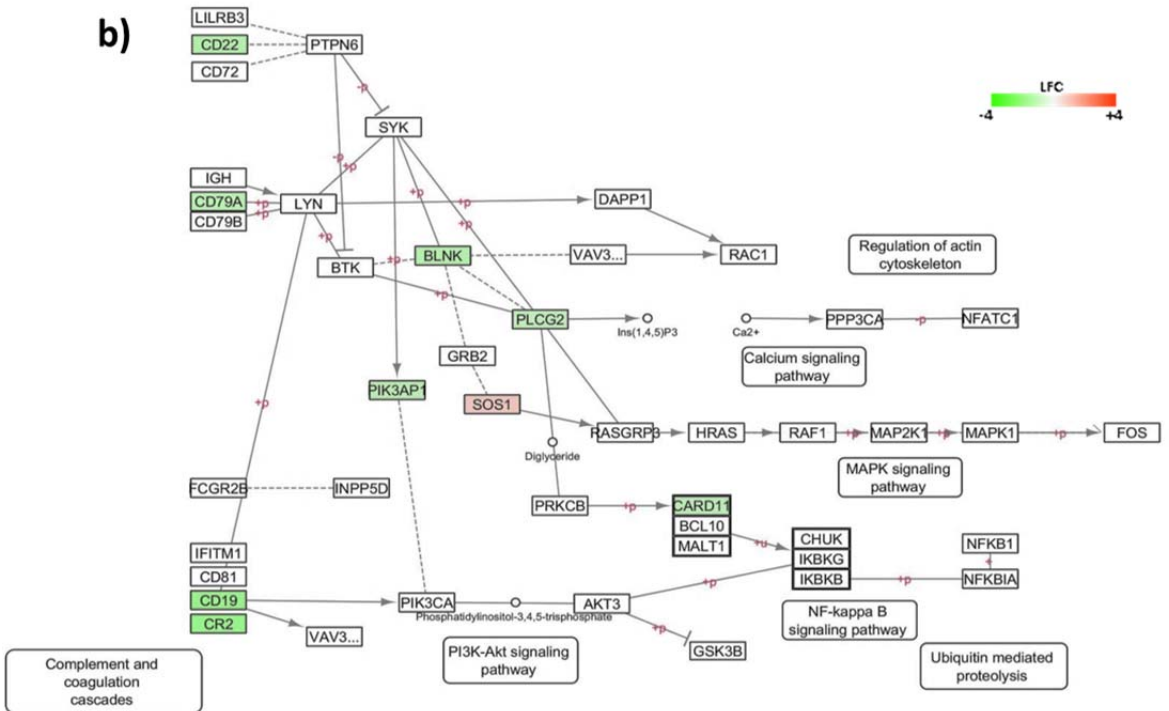 b)
LILRB3
CD22
CD72
PTPN6
LFC
-4
+4
-p
SYK
-p
+p
IGH
CD79A
CD79B
+p
+p
LYN
+p
+p
+p
DAPP1
+p
BTK
+p
BLNK
VAV3...
RAC1
Regulation of actin
cytoskeleton
+p
PLCG2
Ins(1,4,5)P3
Ca2+
PPP3CA
-p
NFATC1
GRB2
Calcium signaling
pathway
PIK3AP1
SOS1
+p
RASGRP3
HRAS
RAF1
+p
MAP2K1
+p
MAPK1
+p
FOS
Diglyceride
MAPK signaling
pathway
FCGR2B
INPP5D
PRKCB
+p
CARD11
BCL10
MALT1
+u
CHUK
IKBKG
IKBKB
+p
NFKB1
+
NFKBIA
IFITM1
CD81
CD19
CR2
VAV3...
PIK3CA
Phosphatidylinositol-3,4,5-trisphosphate
AKT3
+p
+p
GSK3B
NF-kappa B
signaling pathway
PI3K-Akt signaling
pathway
Ubiquitin mediated
proteolysis
Complement and
coagulation
cascades